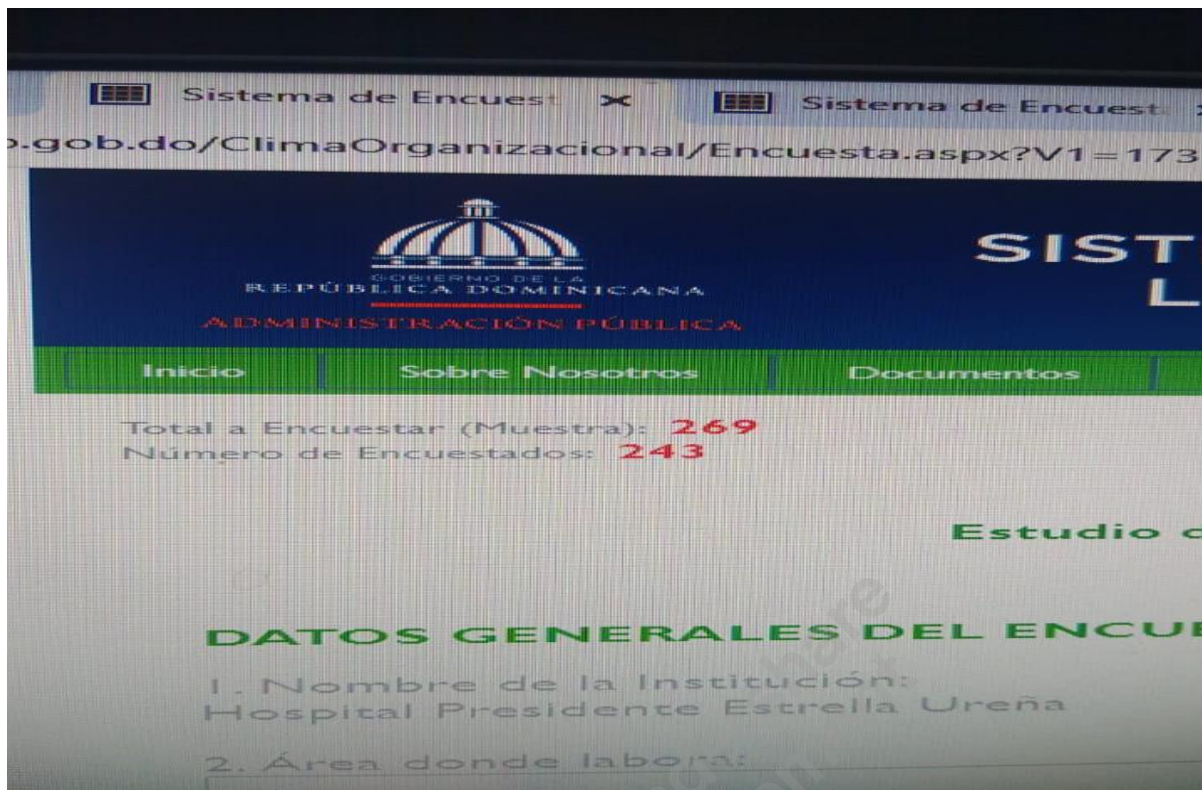 Sistema de Encuest
Sistema de Encuest
.gob.do/ClimaOrganizacional/Encuesta.aspx?V1=173
GOBIERNO DE LA
REPÚBLICA DOMINICANA
ADMINISTRACIÓN PÚBLICA
SIST
L
Inicio
Sobre Nosotros
Documentos
Total a Encuestar (Muestra): 269
Número de Encuestados: 243
Estudio
DATOS GENERALES DEL ENCUE
1. Nombre de la Institución:
Hospital Presidente Estrella Ureña
2. Área donde labora: